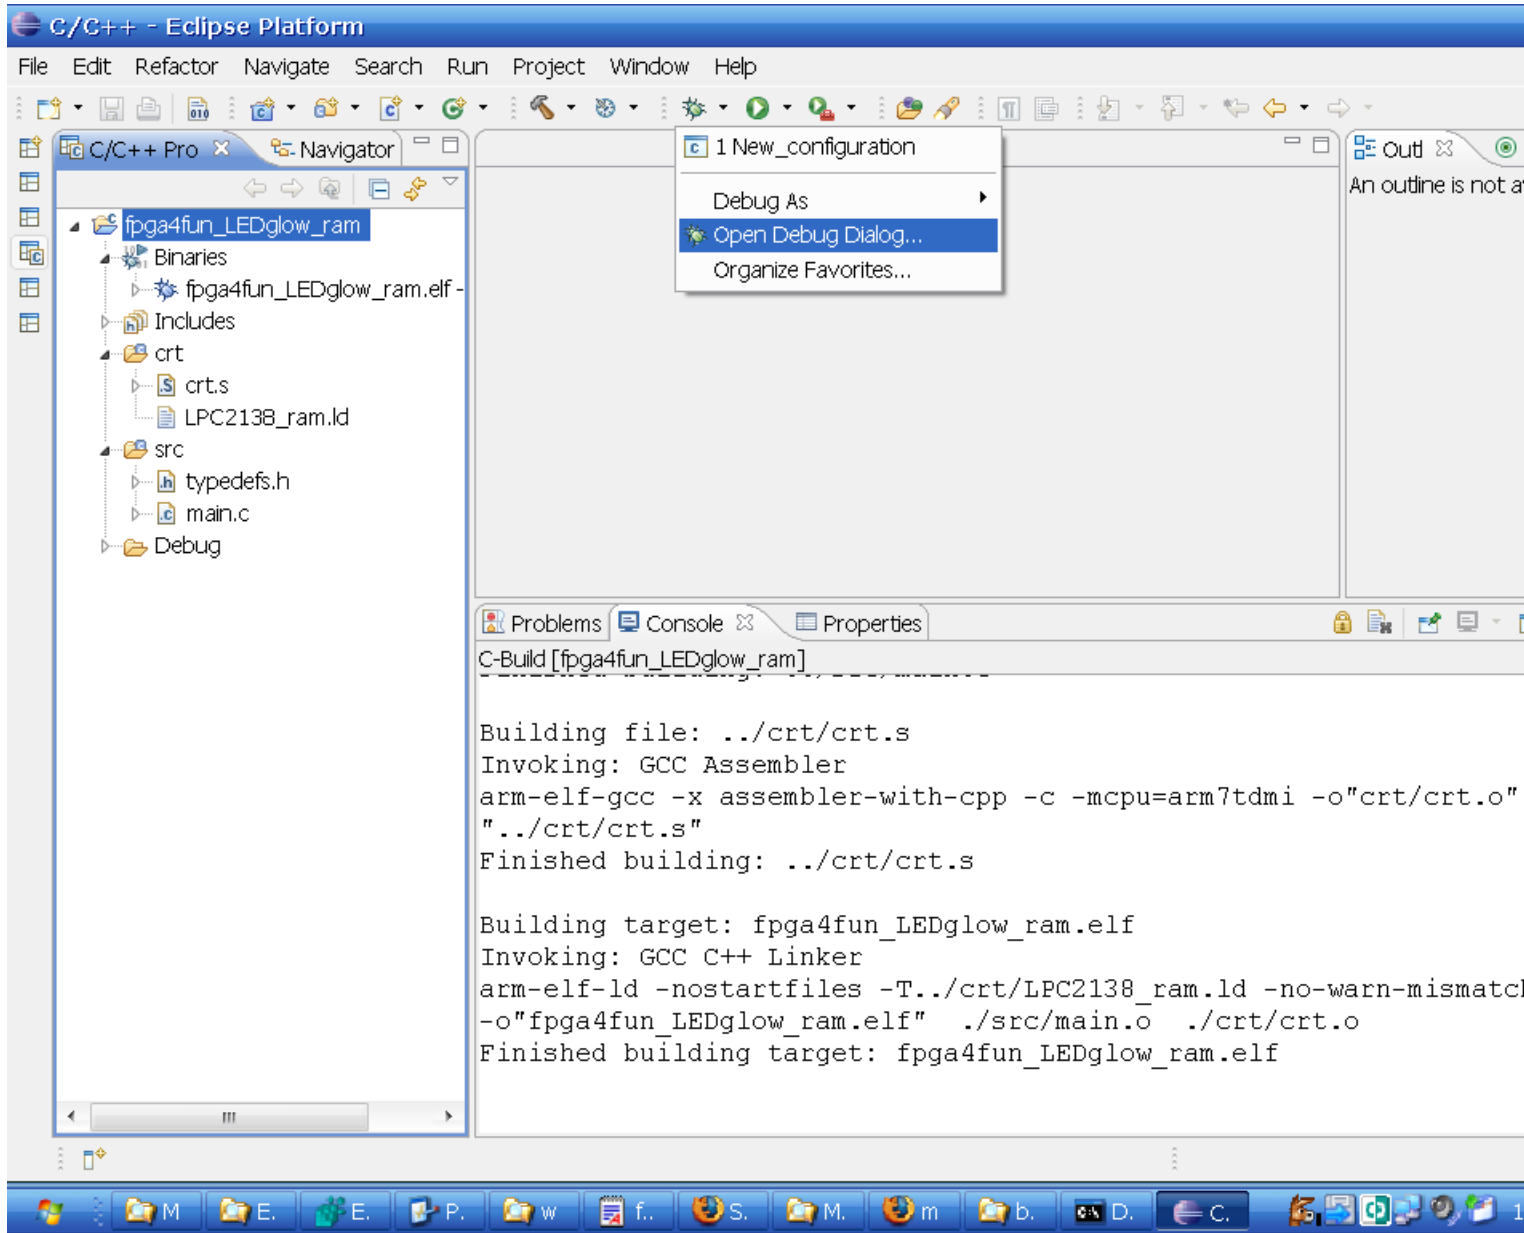 C/C++ - Eclipse Platform
File Edit Refactor Navigate Search Run Project Window Help
C/C++ Pro
Navigator
1 New_configuration
Debug As
Open Debug Dialog...
Organize Favorites...
Outl
An outline is not a
fpga4fun_LEDglow_ram
Binaries
fpga4fun_LEDglow_ram.elf -
Includes
crt
crt.s
LPC2138_ram.ld
src
typedefs.h
main.c
Debug
Problems Console Properties
C-Build [fpga4fun_LEDglow_ram]
Building file: ../crt/crt.s
Invoking: GCC Assembler
arm-elf-gcc -x assembler-with-cpp -c -mcpu=arm7tdmi -o"crt/crt.o"
"../crt/crt.s"
Finished building: ../crt/crt.s
Building target: fpga4fun_LEDglow_ram.elf
Invoking: GCC C++ Linker
arm-elf-ld -nostartfiles -T../crt/LPC2138_ram.ld -no-warn-mismatch
-o"fpga4fun_LEDglow_ram.elf" ./src/main.o ./crt/crt.o
Finished building target: fpga4fun_LEDglow_ram.elf
M E. E. P. w f.. S. M. m b. D. C. 1